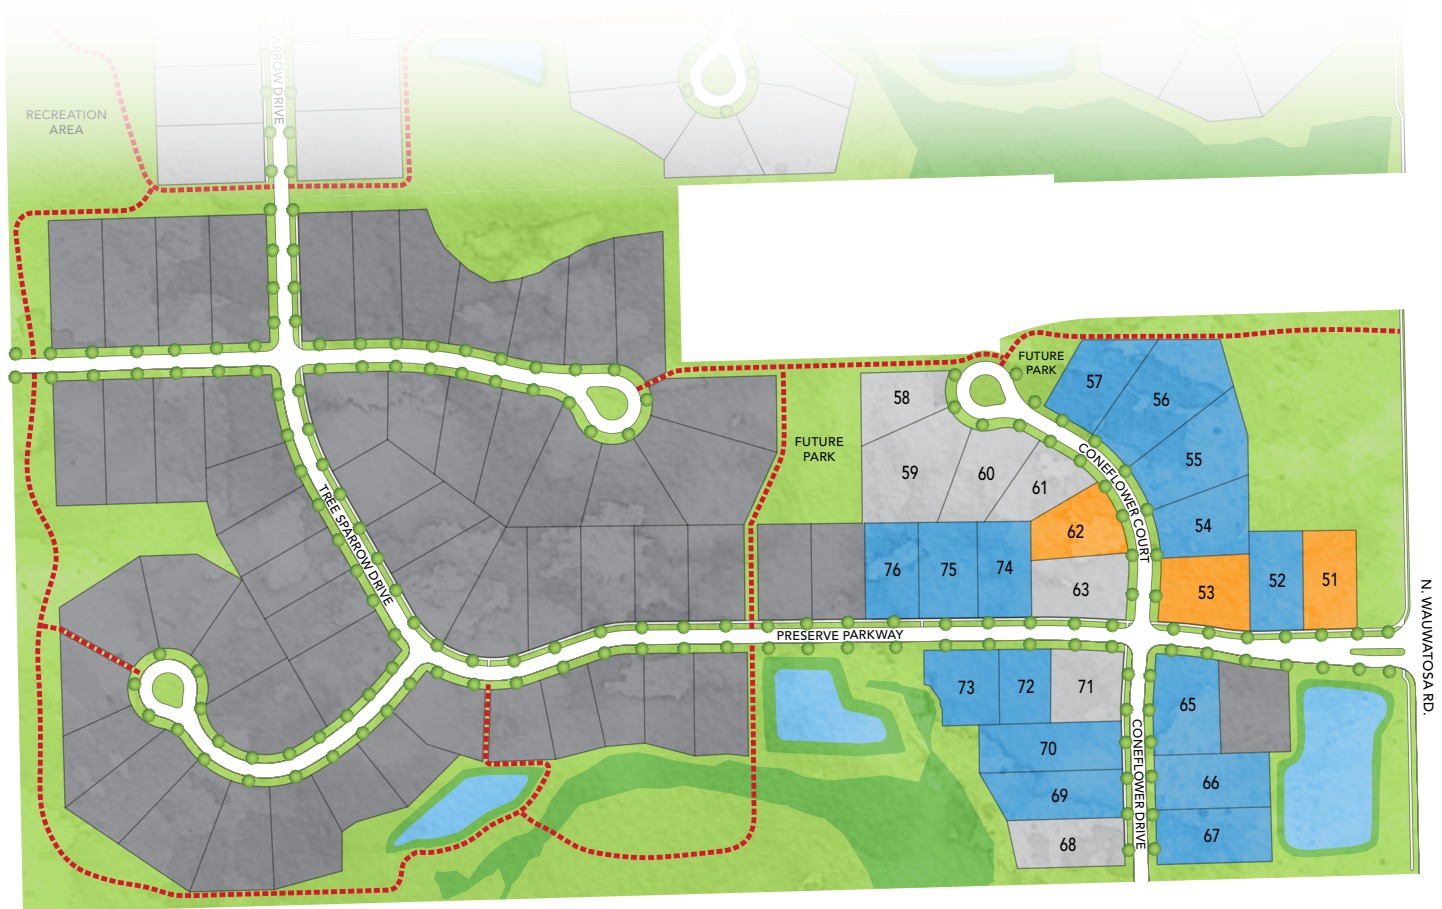 SPARROW DRIVE
RECREATION
AREA
FUTURE
PARK
57
56
58
FUTURE
PARK
CONEFLOWER COURT
59
60
61
55
62
54
TREE SPARROW DRIVE
76
75
74
63
53
52
51
N. WAUWATOSA RD.
PRESERVE PARKWAY
73
72
71
65
70
CONEFLOWER DRIVE
69
66
68
67